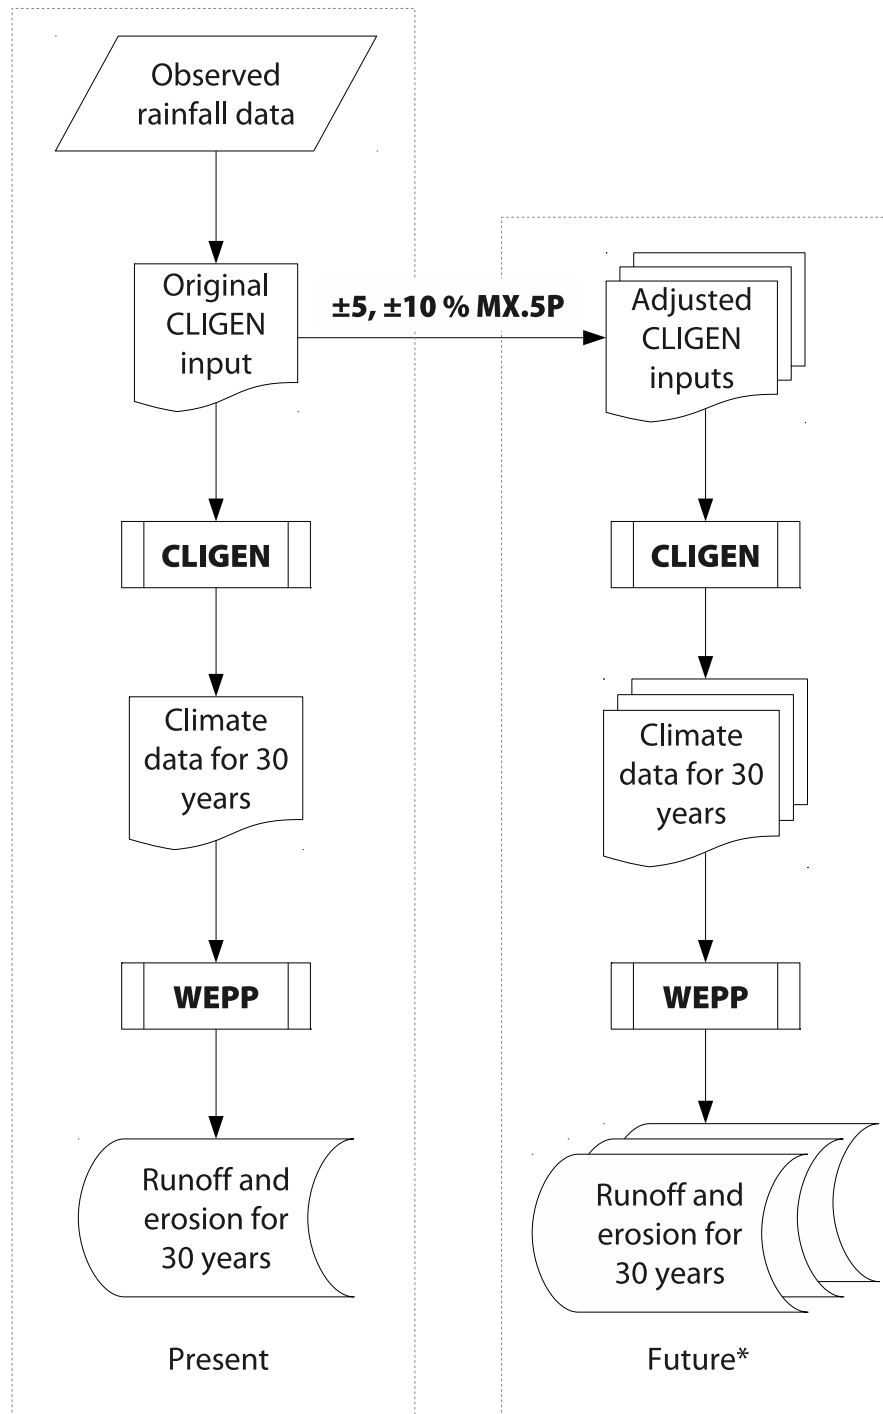 Observed
rainfall data
Original
CLIGEN
input
±5, ±10 % MX.5P
Adjusted
CLIGEN
inputs
CLIGEN
CLIGEN
Climate
data for 30
years
Climate
data for 30
years
WEPP
WEPP
Runoff and
erosion for
30 years
Runoff and
erosion for
30 years
Present
Future*